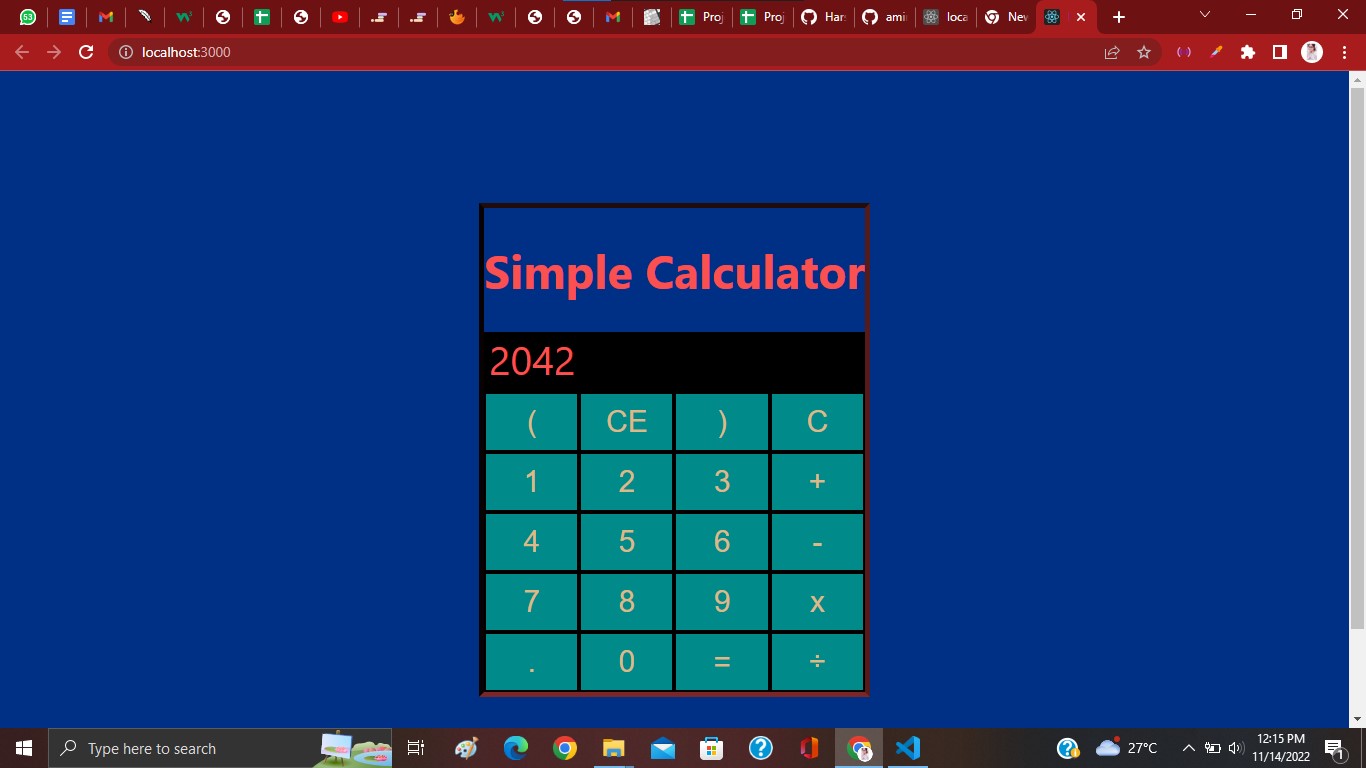 53
Proj
Proj
Har
ami
loca
New
localhost:3000
Simple Calculator
2042
( CE ) C
1 2 3 +
4 5 6 -
7 8 9 x
. 0 = ÷
Type here to search
27°C
12:15 PM
11/14/2022
1